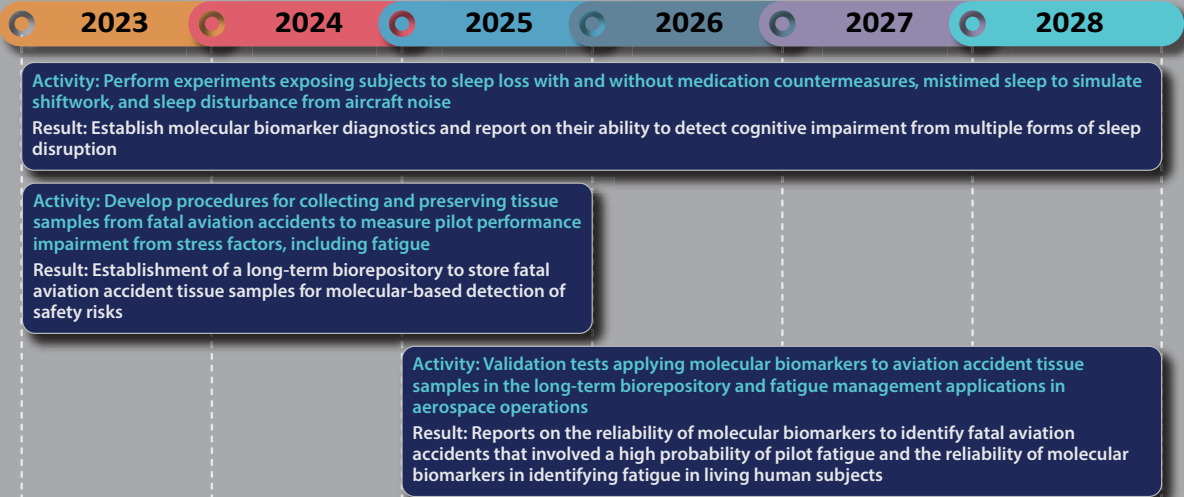 2023 2024 2025 2026 2027 2028
Activity: Perform experiments exposing subjects to sleep loss with and without medication countermeasures, mistimed sleep to simulate
shiftwork, and sleep disturbance from aircraft noise
Result: Establish molecular biomarker diagnostics and report on their ability to detect cognitive impairment from multiple forms of sleep
disruption
Activity: Develop procedures for collecting and preserving tissue
samples from fatal aviation accidents to measure pilot performance
impairment from stress factors, including fatigue
Result: Establishment of a long-term biorepository to store fatal
aviation accident tissue samples for molecular-based detection of
safety risks
Activity: Validation tests applying molecular biomarkers to aviation accident tissue
samples in the long-term biorepository and fatigue management applications in
aerospace operations
Result: Reports on the reliability of molecular biomarkers to identify fatal aviation
accidents that involved a high probability of pilot fatigue and the reliability of molecular
biomarkers in identifying fatigue in living human subjects